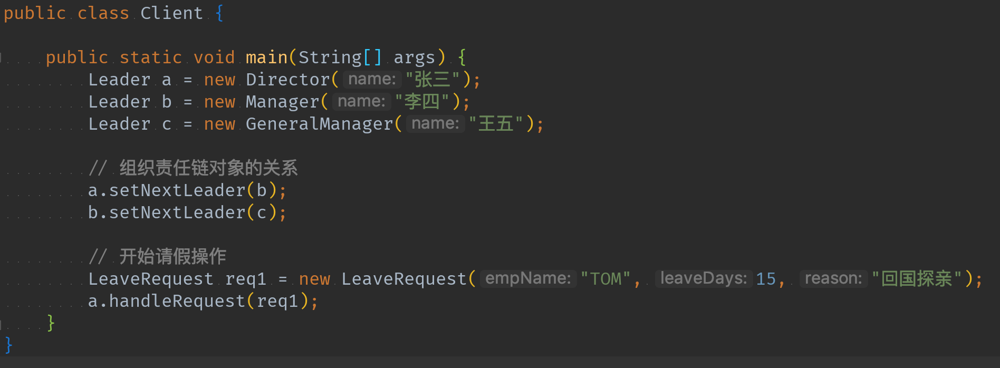 public class Client {
public static void main(String[] args) {
Leader a = new Director( name: "张三");
Leader b = new Manager( name: "李四");
Leader c = new GeneralManager( name: "王五");
// 组织责任链对象的关系
a.setNextLeader(b);
b.setNextLeader(c);
// 开始请假操作
LeaveRequest req1 = new LeaveRequest( empName: "TOM", leaveDays: 15, reason: "回国探亲");
a.handleRequest(req1);
}
}